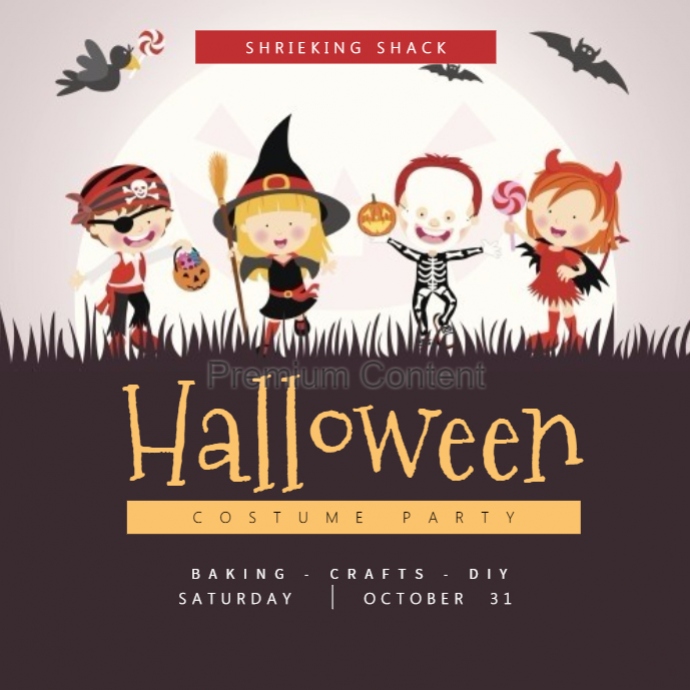 SHRIEKING SHACK
Premium Content
Halloween
COSTUME PARTY
BAKING - CRAFTS - DIY
SATURDAY | OCTOBER 31